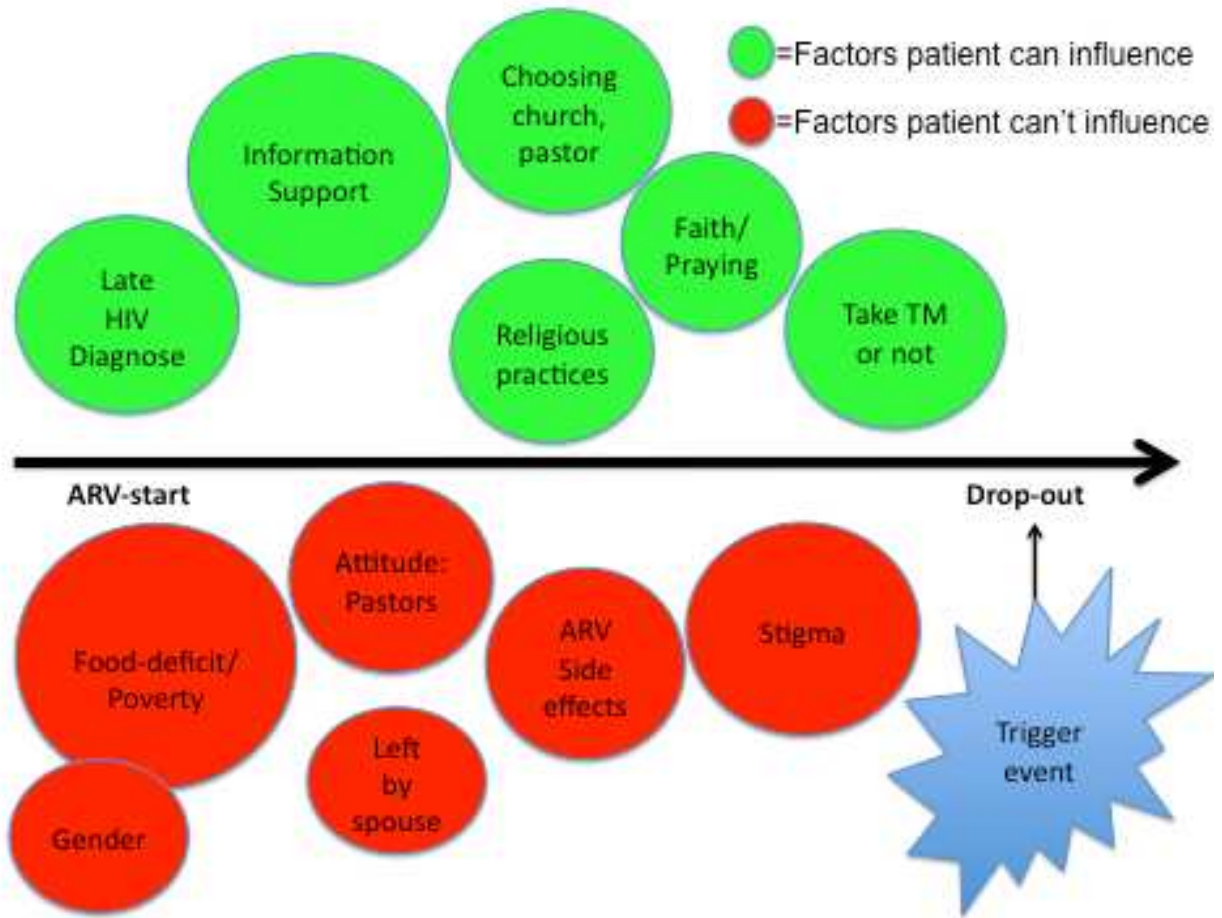 =Factors patient can influence
=Factors patient can't influence
Choosing
church,
pastor
Information
Support
Faith/
Praying
Late
HIV
Diagnose
Religious
practices
Take TM
or not
ARV-start
Drop-out
Attitude:
Pastors
Food-deficit/
Poverty
ARV
Side
effects
Stigma
Left
by
spouse
Gender
Trigger
event